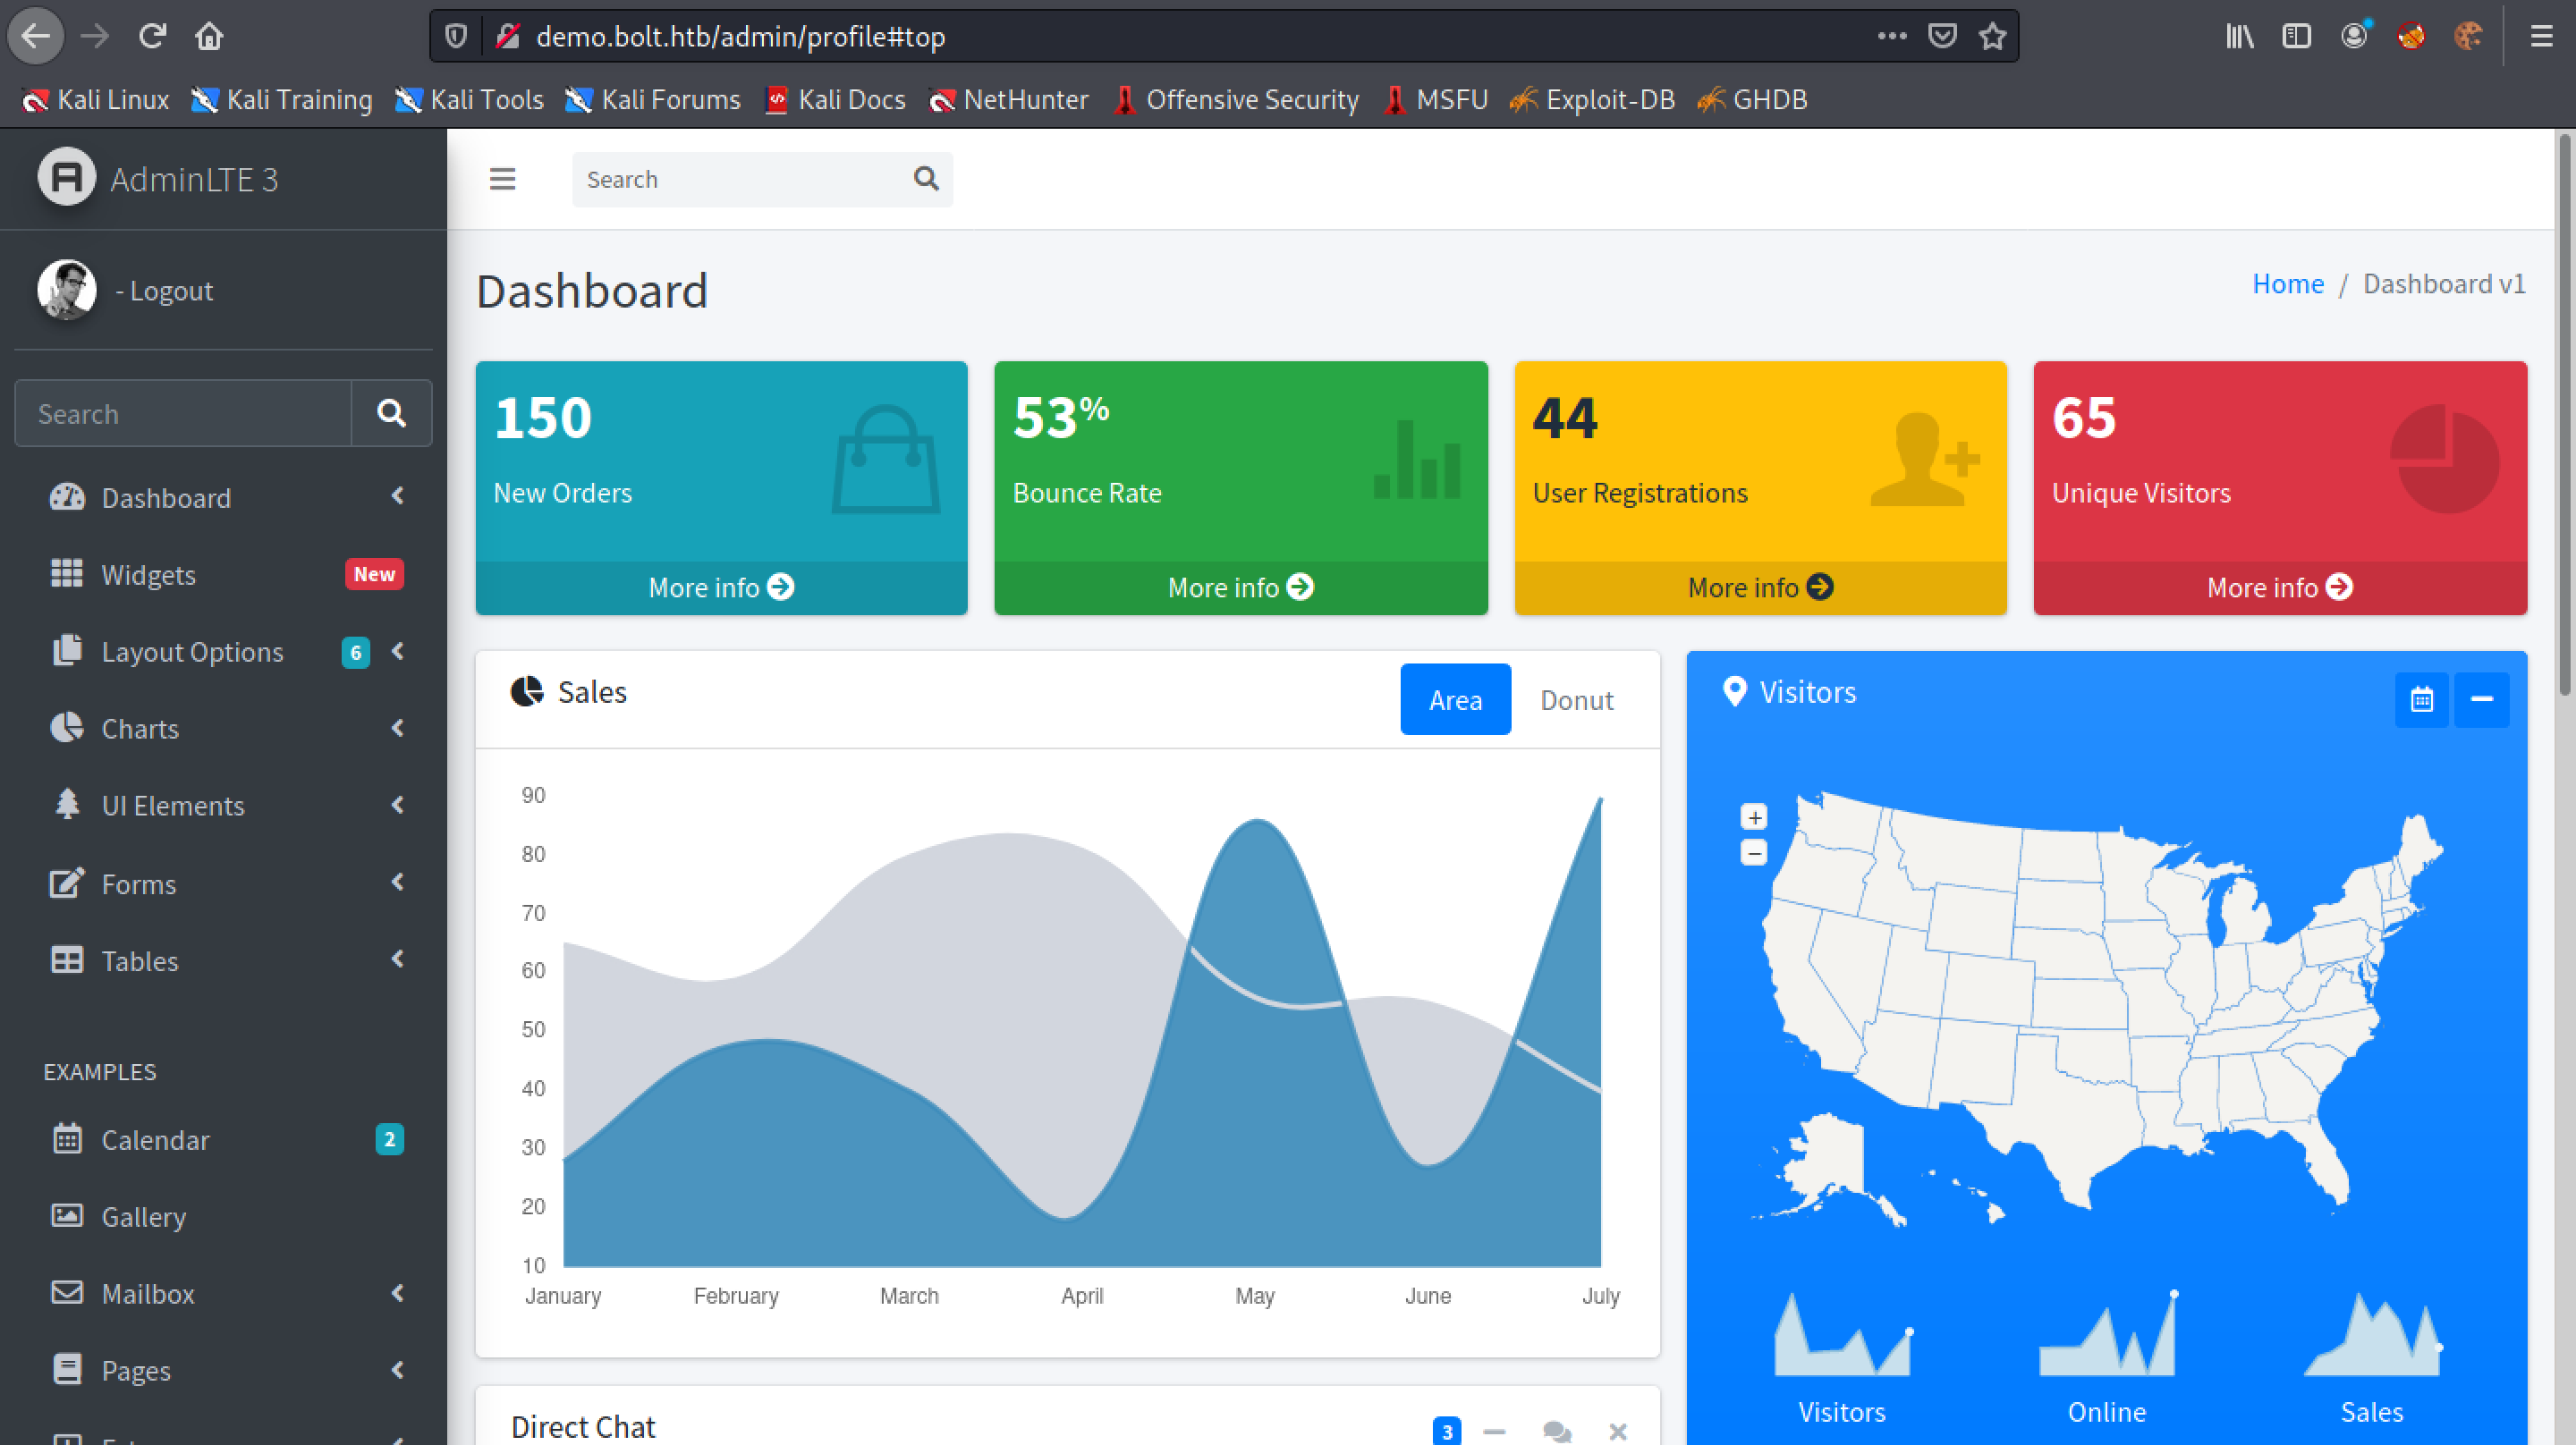 demo.bolt.htb/admin/profile#top
Kali Linux Kali Training Kali Tools Kali Forums Kali Docs NetHunter Offensive Security MSFU Exploit-DB GHDB
AdminLTE 3
- Logout
Search
Dashboard
Widgets New
Layout Options 6
Charts
UI Elements
Forms
Tables
EXAMPLES
Calendar 2
Gallery
Mailbox
Pages
Search
Dashboard
Home / Dashboard v1
150
New Orders
More info
53%
Bounce Rate
More info
44
User Registrations
More info
65
Unique Visitors
More info
Sales
Area Donut
90
80
70
60
50
40
30
20
10
January February March April May June July
Direct Chat 3
Visitors
+
−
Visitors Online Sales